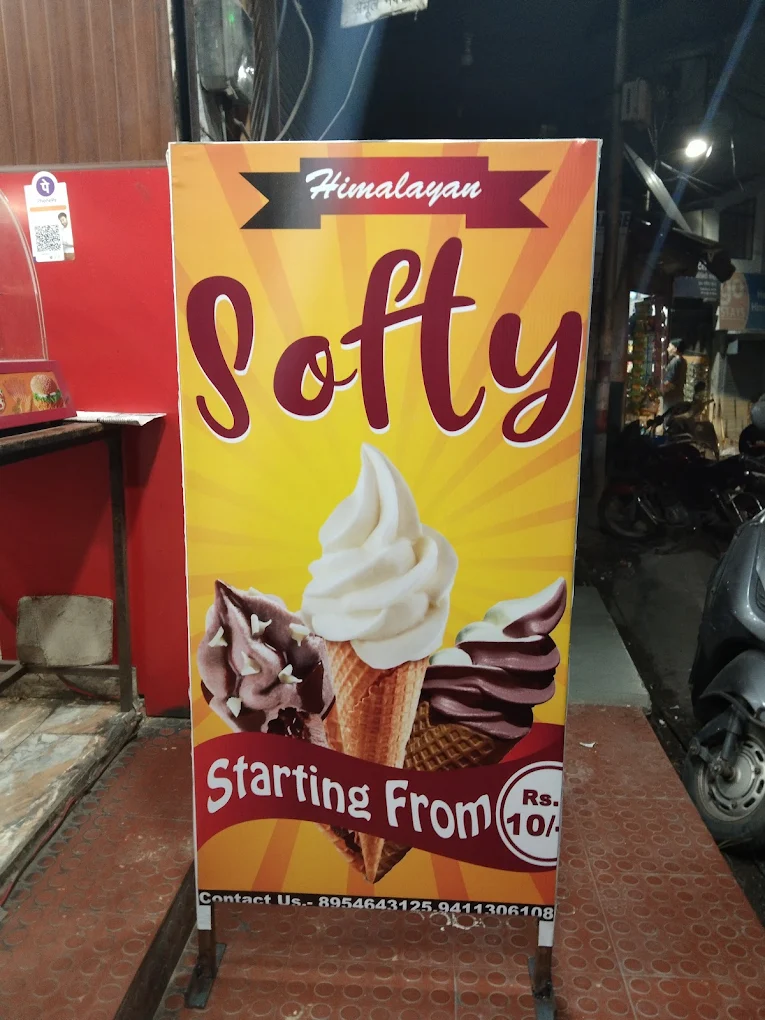 Himalayan
Softy
Starting From
Rs.
10/-
Contact Us.- 8954643125,9411306108